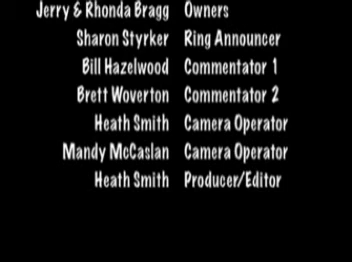 Jerry & Rhonda Bragg Owners
Sharon Styrker Ring Announcer
Bill Hazelwood Commentator 1
Brett Woverton Commentator 2
Heath Smith Camera Operator
Mandy McCaslan Camera Operator
Heath Smith Producer/Editor